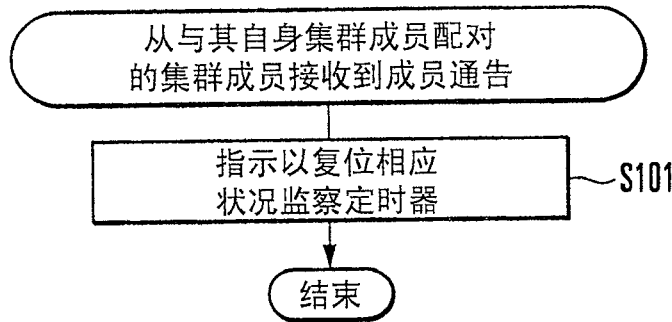 从与其自身集群成员配对
的集群成员接收到成员通告
指示以复位相应
状况监察定时器
S101
结束